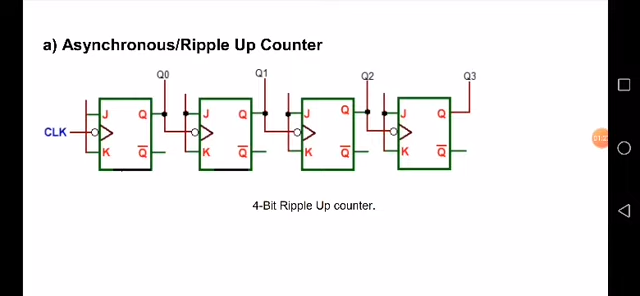 a) Asynchronous/Ripple Up Counter
Q0 Q1 Q2 Q3
J Q J Q J Q J Q
CLK
K Q̅ K Q̅ K Q̅ K Q̅
4-Bit Ripple Up counter.